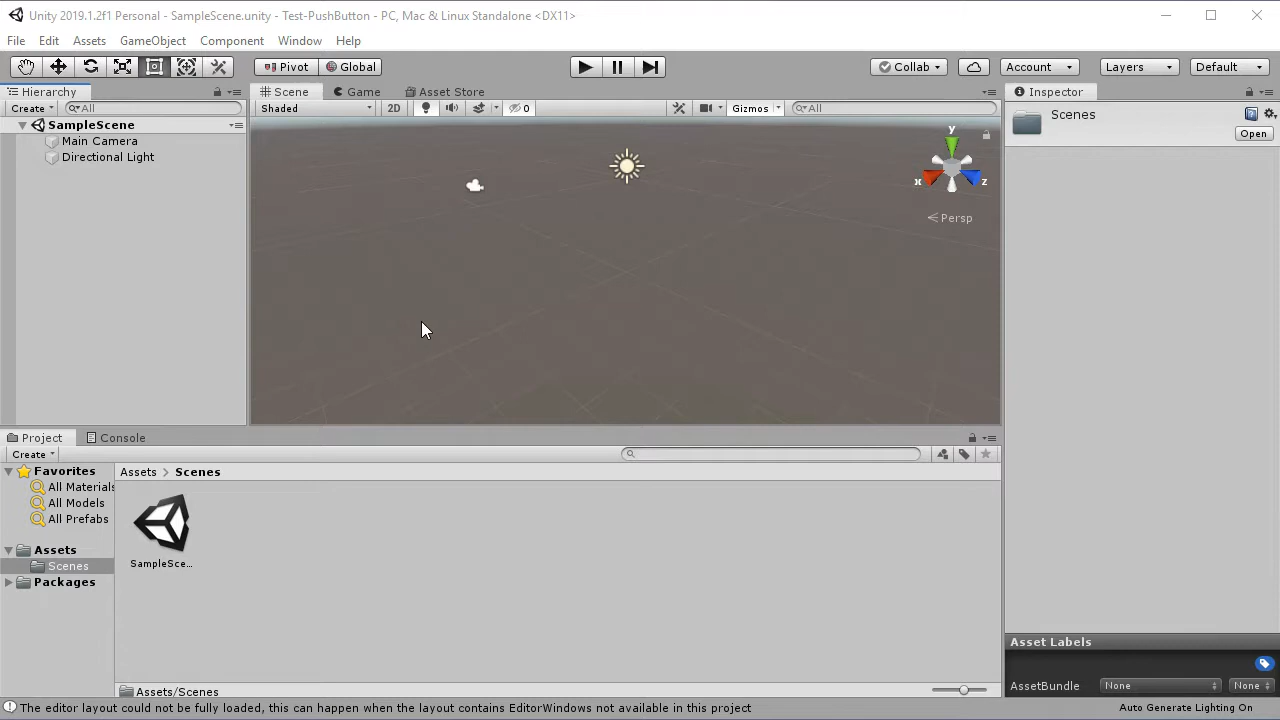 Unity 2019.1.2f1 Personal - SampleScene.unity - Test-PushButton - PC, Mac & Linux Standalone <DX11>
File Edit Assets GameObject Component Window Help
Pivot Global Collab Account Layers Default
Hierarchy Scene Game Asset Store Inspector
Create All Shaded 2D 0 Gizmos All
Scenes
Open
SampleScene
Main Camera
Directional Light
y
x z
Persp
Project Console
Create
Favorites
All Materials
All Models
All Prefabs
Assets
Scenes
Packages
Assets > Scenes
SampleSce...
Assets/Scenes
Asset Labels
AssetBundle None None
The editor layout could not be fully loaded, this can happen when the layout contains EditorWindows not available in this project
Auto Generate Lighting On